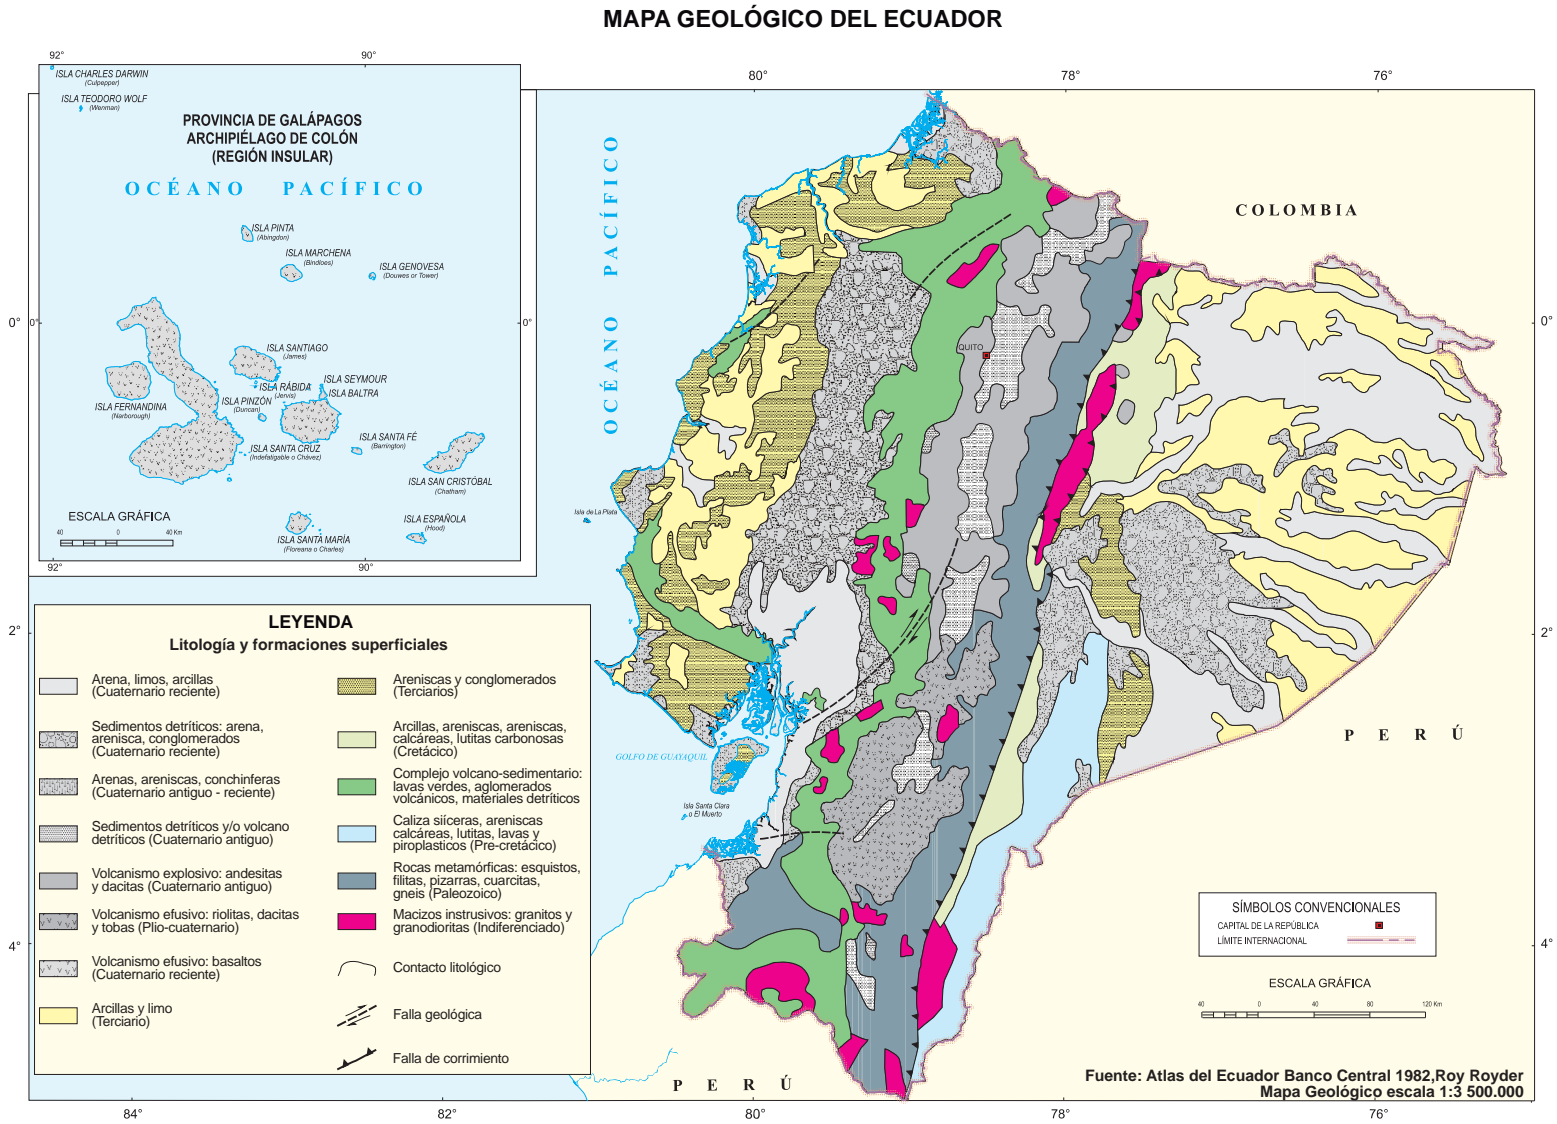 MAPA GEOLÓGICO DEL ECUADOR
92°
90°
ISLA CHARLES DARWIN
(Culpepper)
ISLA TEODORO WOLF
(Wenman)
PROVINCIA DE GALÁPAGOS
ARCHIPIÉLAGO DE COLÓN
(REGIÓN INSULAR)
OCÉANO PACÍFICO
ISLA PINTA
(Abingdon)
ISLA MARCHENA
(Bindloes)
ISLA GENOVESA
(Douwes or Tower)
0°
0°
0°
ISLA SANTIAGO
(James)
ISLA SEYMOUR
ISLA RÁBIDA
(Jervis)
ISLA BALTRA
ISLA PINZÓN
(Duncan)
ISLA FERNANDINA
(Narborough)
ISLA SANTA CRUZ
(Indefatigable o Chávez)
ISLA SANTA FÉ
(Barrington)
ISLA SAN CRISTÓBAL
(Chatham)
ISLA ESPAÑOLA
(Hood)
ISLA SANTA MARÍA
(Floreana o Charles)
ESCALA GRÁFICA
40 0 40 Km
92°
90°
80°
78°
76°
OCÉANO PACÍFICO
COLOMBIA
0°
QUITO
Isla de La Plata
2°
2°
GOLFO DE GUAYAQUIL
Isla Santa Clara
o El Muerto
PERÚ
LEYENDA
Litología y formaciones superficiales
Arena, limos, arcillas
(Cuaternario reciente)
Sedimentos detríticos: arena,
arenisca, conglomerados
(Cuaternario reciente)
Arenas, areniscas, conchinferas
(Cuaternario antiguo - reciente)
Sedimentos detríticos y/o volcano
detríticos (Cuaternario antiguo)
Volcanismo explosivo: andesitas
y dacitas (Cuaternario antiguo)
Volcanismo efusivo: riolitas, dacitas
y tobas (Plio-cuaternario)
Volcanismo efusivo: basaltos
(Cuaternario reciente)
Arcillas y limo
(Terciario)
Areniscas y conglomerados
(Terciarios)
Arcillas, areniscas, areniscas,
calcáreas, lutitas carbonosas
(Cretácico)
Complejo volcano-sedimentario:
lavas verdes, aglomerados
volcánicos, materiales detríticos
Caliza siíceras, areniscas
calcáreas, lutitas, lavas y
piroplasticos (Pre-cretácico)
Rocas metamórficas: esquistos,
filitas, pizarras, cuarcitas,
gneis (Paleozoico)
Macizos instrusivos: granitos y
granodioritas (Indiferenciado)
Contacto litológico
Falla geológica
Falla de corrimiento
SÍMBOLOS CONVENCIONALES
CAPITAL DE LA REPÚBLICA
LÍMITE INTERNACIONAL
4°
4°
ESCALA GRÁFICA
40 0 40 80 120 Km
PERÚ
Fuente: Atlas del Ecuador Banco Central 1982,Roy Royder
Mapa Geológico escala 1:3 500.000
84°
82°
80°
78°
76°